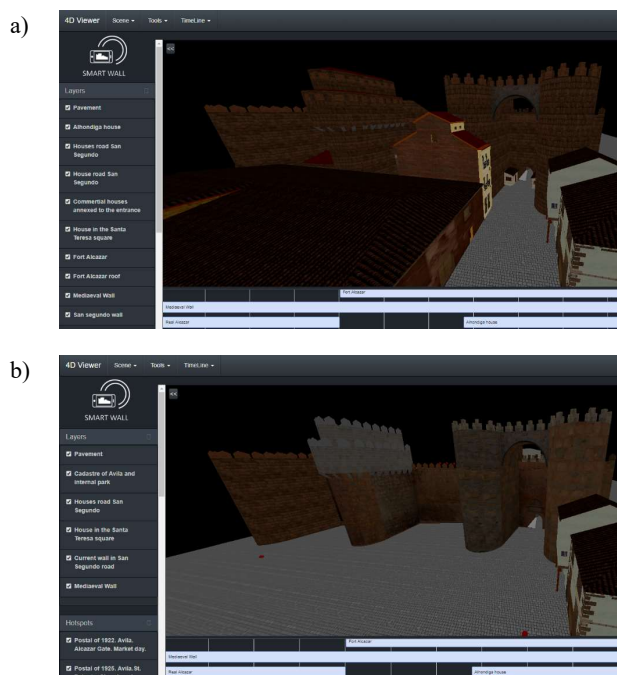 a)
4D Viewer Scene Tools TimeLine
<<
SMART WALL
Layers
Pavement
Alhondiga house
Houses road San
Segundo
House road San
Segundo
Commertial houses
annexed to the entrance
House in the Santa
Teresa square
Fort Alcazar
Fort Alcazar roof
Mediaeval Wall
San segundo wall
Fort Alcazar
Mediaeval Wall
Real Alcazar Alhondiga house
b)
4D Viewer Scene Tools TimeLine
<<
SMART WALL
Layers
Pavement
Cadastre of Avila and
internal park
Houses road San
Segundo
House in the Santa
Teresa square
Current wall in San
Segundo road
Mediaeval Wall
Hotspots
Postal of 1922. Avila.
Alcazar Gate. Market day.
Postal of 1925. Avila.St.
Fort Alcazar
Mediaeval Wall
Real Alcazar Alhondiga house